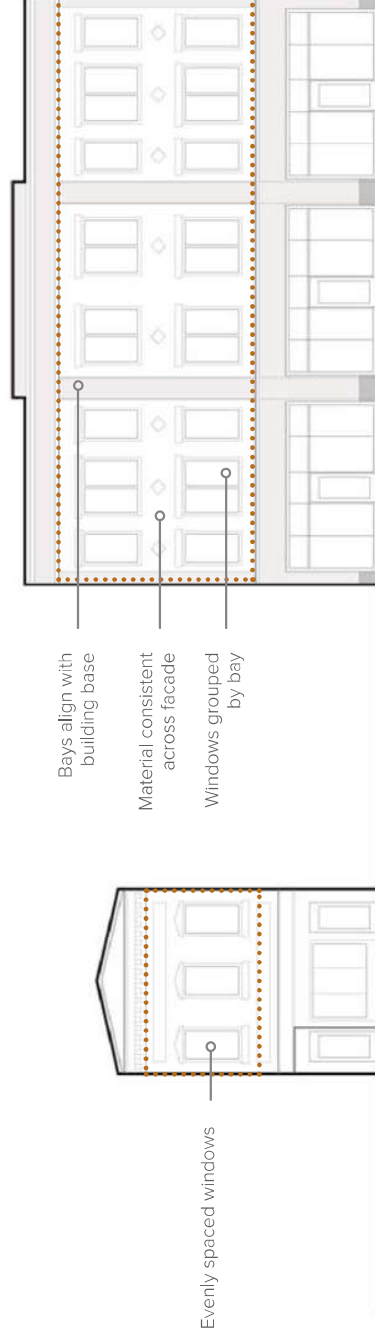 Evenly spaced windows
Bays align with
building base
Material consistent
across facade
Windows grouped
by bay